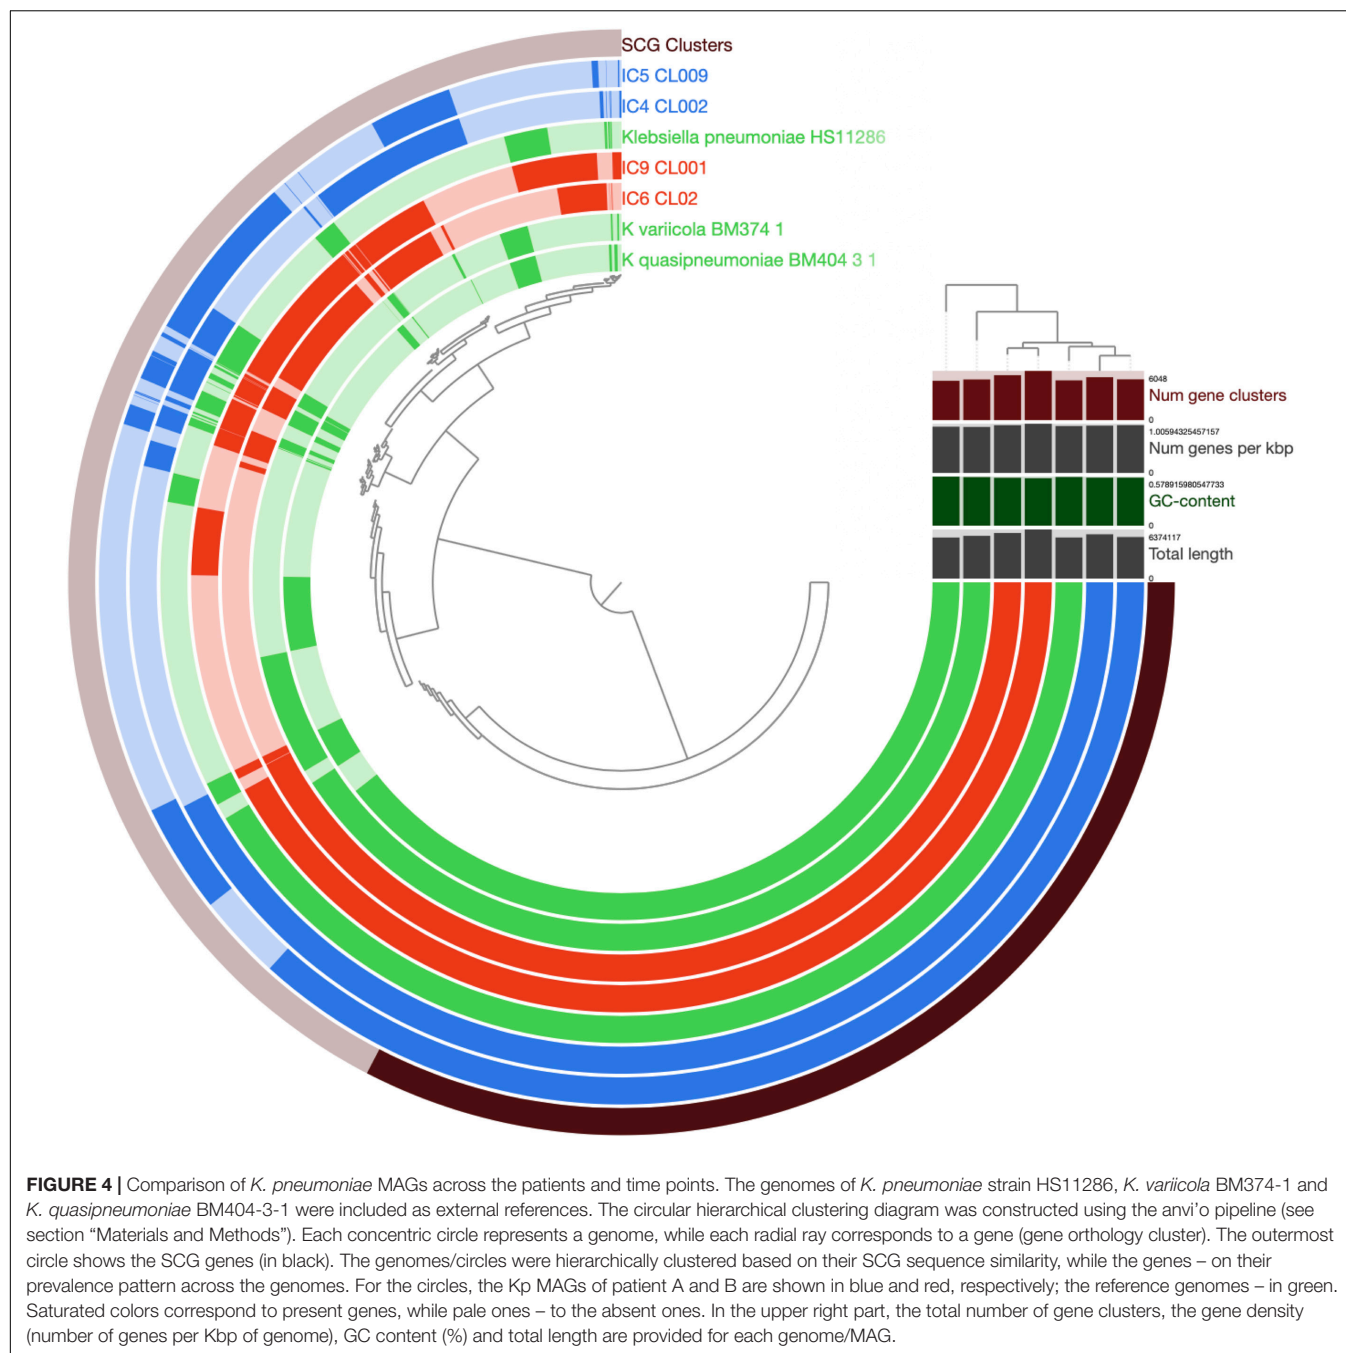 SCG Clusters
IC5 CL009
IC4 CL002
Klebsiella pneumoniae HS11286
IC9 CL001
IC6 CL02
K variicola BM374 1
K quasipneumoniae BM404 3 1
6048
Num gene clusters
0
1.00594325457157
Num genes per kbp
0
0.578915980547733
GC-content
0
6374117
Total length
0
FIGURE 4 | Comparison of K. pneumoniae MAGs across the patients and time points. The genomes of K. pneumoniae strain HS11286, K. variicola BM374-1 and
K. quasipneumoniae BM404-3-1 were included as external references. The circular hierarchical clustering diagram was constructed using the anvi’o pipeline (see
section “Materials and Methods”). Each concentric circle represents a genome, while each radial ray corresponds to a gene (gene orthology cluster). The outermost
circle shows the SCG genes (in black). The genomes/circles were hierarchically clustered based on their SCG sequence similarity, while the genes – on their
prevalence pattern across the genomes. For the circles, the Kp MAGs of patient A and B are shown in blue and red, respectively; the reference genomes – in green.
Saturated colors correspond to present genes, while pale ones – to the absent ones. In the upper right part, the total number of gene clusters, the gene density
(number of genes per Kbp of genome), GC content (%) and total length are provided for each genome/MAG.